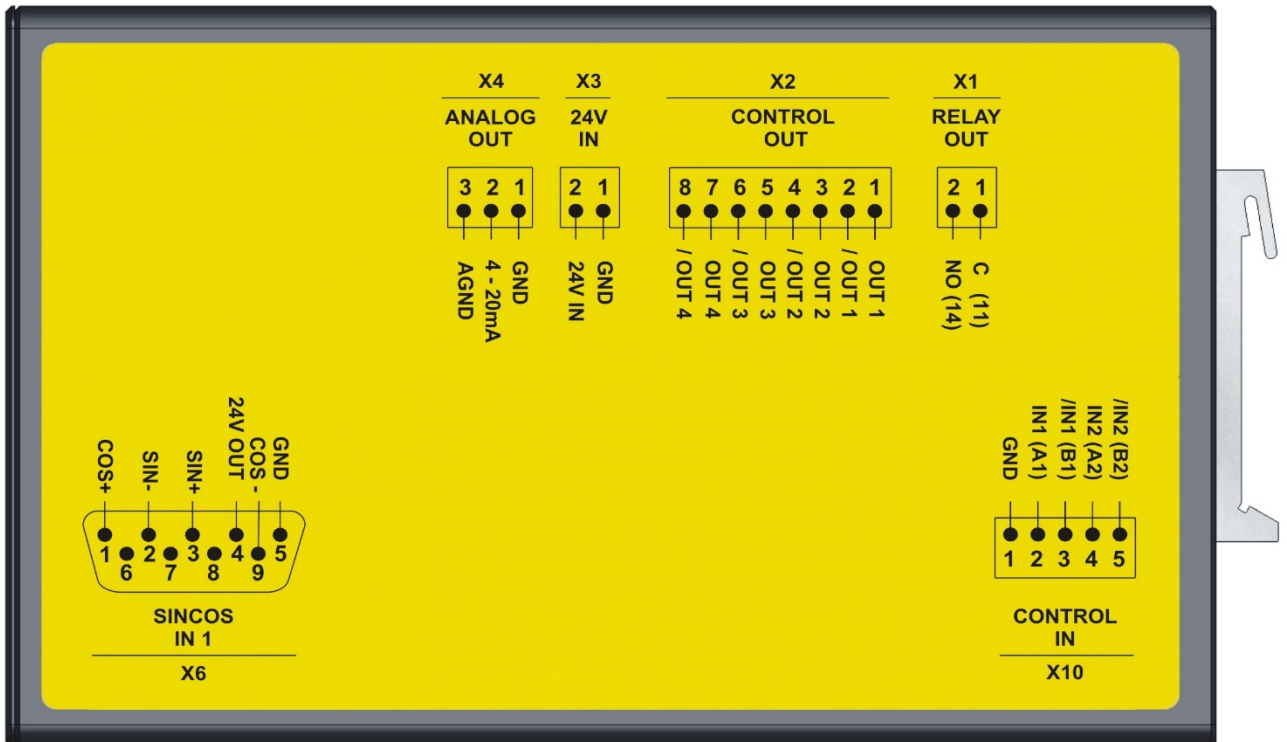 X4
ANALOG
OUT
3 2 1
AGND
4 - 20mA
GND
X3
24V
IN
2 1
24V IN
GND
X2
CONTROL
OUT
8 7 6 5 4 3 2 1
/ OUT 4
OUT 4
/ OUT 3
OUT 3
/ OUT 2
OUT 2
/ OUT 1
OUT 1
X1
RELAY
OUT
2 1
NO (14)
C (11)
COS+
SIN-
SIN+
24V OUT
COS -
GND
1 2 3 4 5
6 7 8 9
SINCOS
IN 1
X6
GND
IN1 (A1)
/IN1 (B1)
IN2 (A2)
/IN2 (B2)
1 2 3 4 5
CONTROL
IN
X10